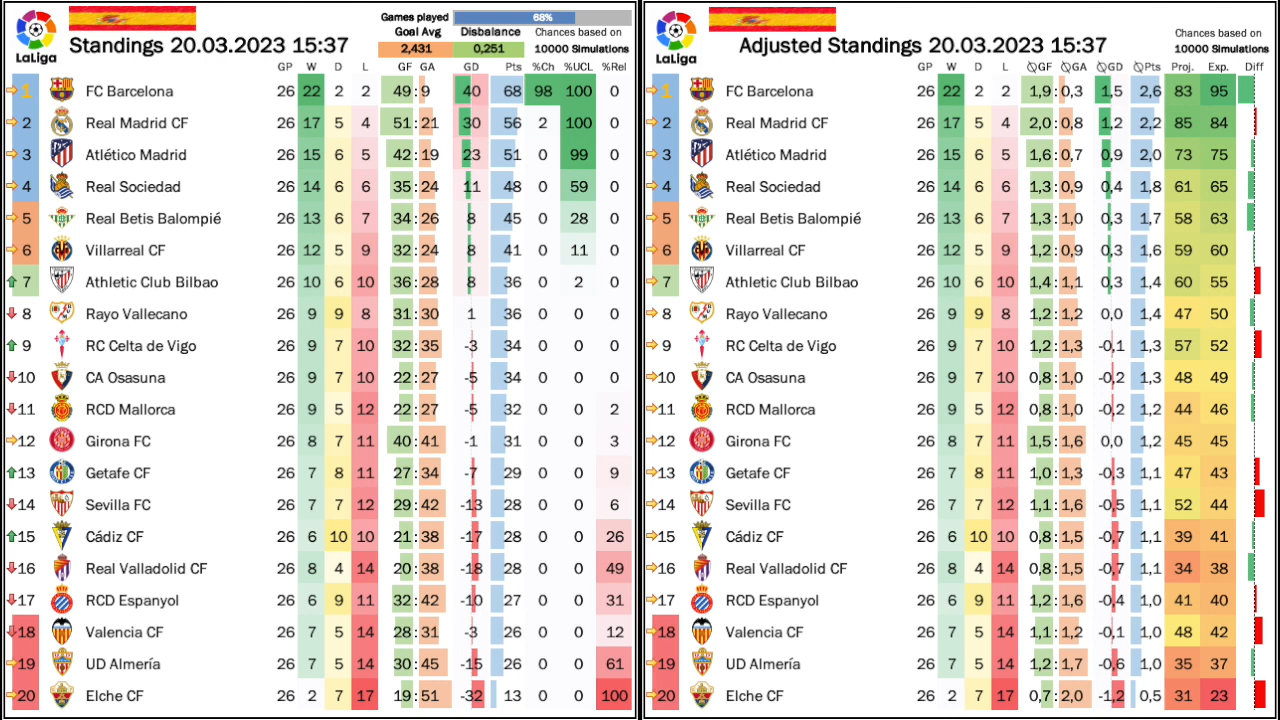 Games played 68%
Goal Avg Disbalance Chances based on
2,431 0,251 10000 Simulations
LaLiga
Standings 20.03.2023 15:37
GP W D L GF GA GD Pts %Ch %UCL %Rel
1 FC Barcelona 26 22 2 2 49 : 9 40 68 98 100 0
2 Real Madrid CF 26 17 5 4 51 : 21 30 56 2 100 0
3 Atlético Madrid 26 15 6 5 42 : 19 23 51 0 99 0
4 Real Sociedad 26 14 6 6 35 : 24 11 48 0 59 0
5 Real Betis Balompié 26 13 6 7 34 : 26 8 45 0 28 0
6 Villarreal CF 26 12 5 9 32 : 24 8 41 0 11 0
7 Athletic Club Bilbao 26 10 6 10 36 : 28 8 36 0 2 0
8 Rayo Vallecano 26 9 9 8 31 : 30 1 36 0 0 0
9 RC Celta de Vigo 26 9 7 10 32 : 35 -3 34 0 0 0
10 CA Osasuna 26 9 7 10 22 : 27 -5 34 0 0 0
11 RCD Mallorca 26 9 5 12 22 : 27 -5 32 0 0 2
12 Girona FC 26 8 7 11 40 : 41 -1 31 0 0 3
13 Getafe CF 26 7 8 11 27 : 34 -7 29 0 0 9
14 Sevilla FC 26 7 7 12 29 : 42 -13 28 0 0 6
15 Cádiz CF 26 6 10 10 21 : 38 -17 28 0 0 26
16 Real Valladolid CF 26 8 4 14 20 : 38 -18 28 0 0 49
17 RCD Espanyol 26 6 9 11 32 : 42 -10 27 0 0 31
18 Valencia CF 26 7 5 14 28 : 31 -3 26 0 0 12
19 UD Almería 26 7 5 14 30 : 45 -15 26 0 0 61
20 Elche CF 26 2 7 17 19 : 51 -32 13 0 0 100
Chances based on
10000 Simulations
LaLiga
Adjusted Standings 20.03.2023 15:37
GP W D L ∅GF ∅GA ∅GD ∅Pts Proj. Exp. Diff
1 FC Barcelona 26 22 2 2 1,9 : 0,3 1,5 2,6 83 95
2 Real Madrid CF 26 17 5 4 2,0 : 0,8 1,2 2,2 85 84
3 Atlético Madrid 26 15 6 5 1,6 : 0,7 0,9 2,0 73 75
4 Real Sociedad 26 14 6 6 1,3 : 0,9 0,4 1,8 61 65
5 Real Betis Balompié 26 13 6 7 1,3 : 1,0 0,3 1,7 58 63
6 Villarreal CF 26 12 5 9 1,2 : 0,9 0,3 1,6 59 60
7 Athletic Club Bilbao 26 10 6 10 1,4 : 1,1 0,3 1,4 60 55
8 Rayo Vallecano 26 9 9 8 1,2 : 1,2 0,0 1,4 47 50
9 RC Celta de Vigo 26 9 7 10 1,2 : 1,3 -0,1 1,3 57 52
10 CA Osasuna 26 9 7 10 0,8 : 1,0 -0,2 1,3 48 49
11 RCD Mallorca 26 9 5 12 0,8 : 1,0 -0,2 1,2 44 46
12 Girona FC 26 8 7 11 1,5 : 1,6 0,0 1,2 45 45
13 Getafe CF 26 7 8 11 1,0 : 1,3 -0,3 1,1 47 43
14 Sevilla FC 26 7 7 12 1,1 : 1,6 -0,5 1,1 52 44
15 Cádiz CF 26 6 10 10 0,8 : 1,5 -0,7 1,1 39 41
16 Real Valladolid CF 26 8 4 14 0,8 : 1,5 -0,7 1,1 34 38
17 RCD Espanyol 26 6 9 11 1,2 : 1,6 -0,4 1,0 41 40
18 Valencia CF 26 7 5 14 1,1 : 1,2 -0,1 1,0 48 42
19 UD Almería 26 7 5 14 1,2 : 1,7 -0,6 1,0 35 37
20 Elche CF 26 2 7 17 0,7 : 2,0 -1,2 0,5 31 23